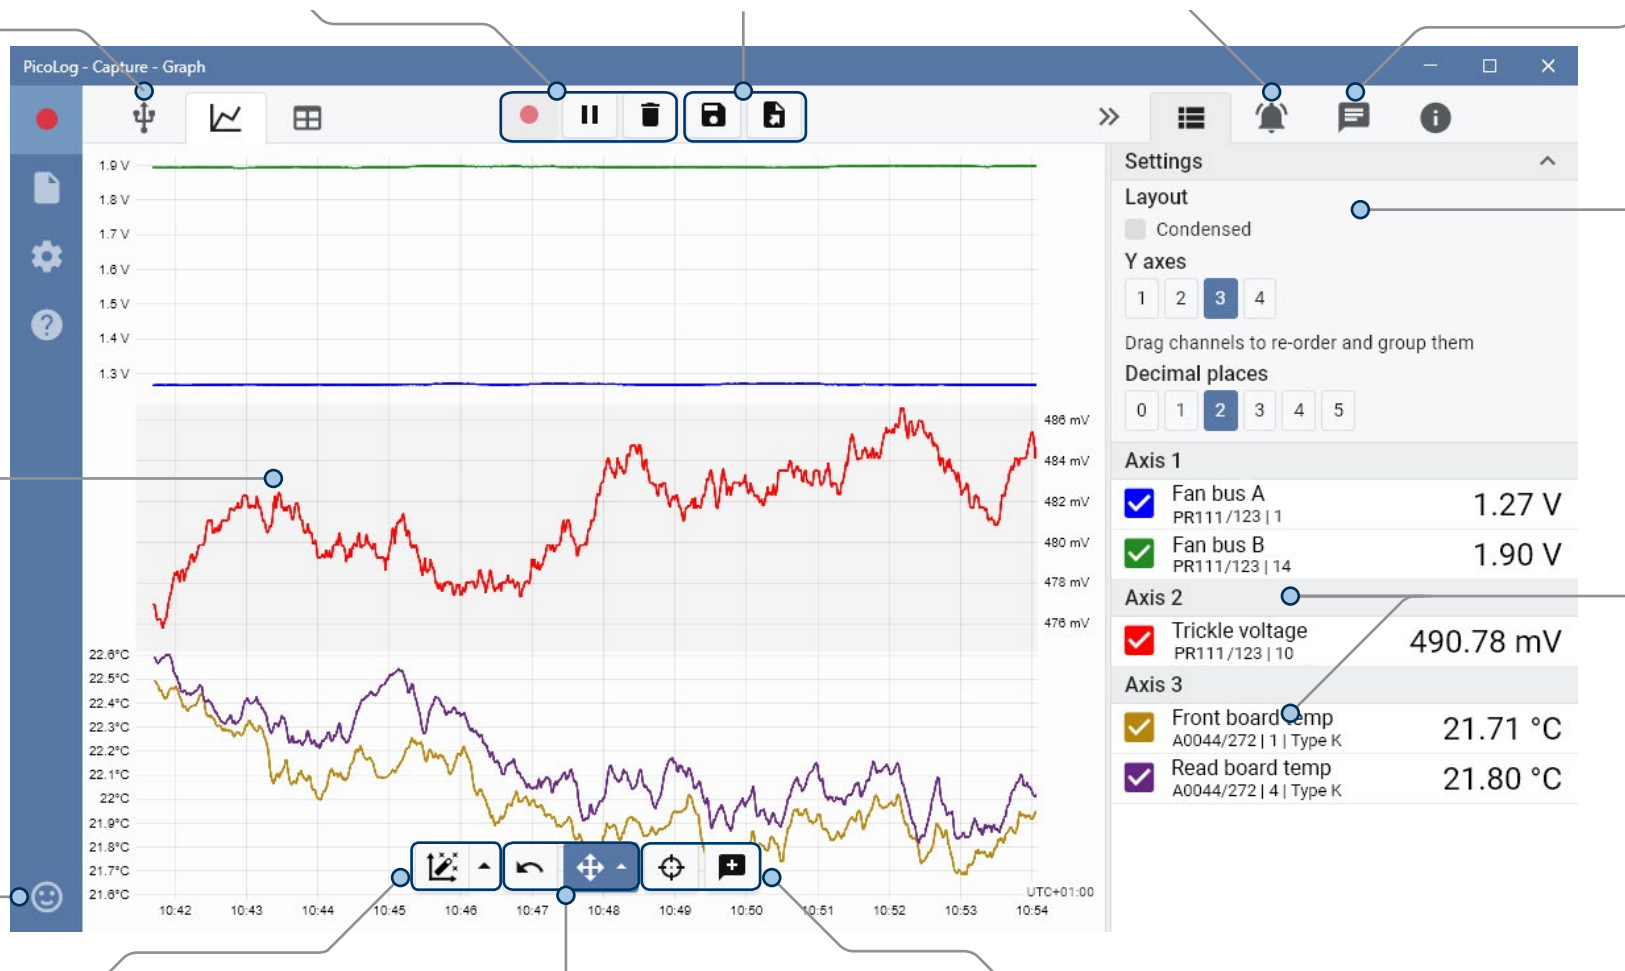 PicoLog - Capture - Graph
Settings
Layout
Condensed
Y axes
1 2 3 4
Drag channels to re-order and group them
Decimal places
0 1 2 3 4 5
Axis 1
Fan bus A
PR111/123 | 1
1.27 V
Fan bus B
PR111/123 | 14
1.90 V
Axis 2
Trickle voltage
PR111/123 | 10
490.78 mV
Axis 3
Front board temp
A0044/272 | 1 | Type K
21.71 °C
Read board temp
A0044/272 | 4 | Type K
21.80 °C
1.9 V
1.8 V
1.7 V
1.6 V
1.5 V
1.4 V
1.3 V
486 mV
484 mV
482 mV
480 mV
478 mV
476 mV
22.6°C
22.5°C
22.4°C
22.3°C
22.2°C
22.1°C
22°C
21.9°C
21.8°C
21.7°C
21.6°C
UTC+01:00
10:42 10:43 10:44 10:45 10:46 10:47 10:48 10:49 10:50 10:51 10:52 10:53 10:54